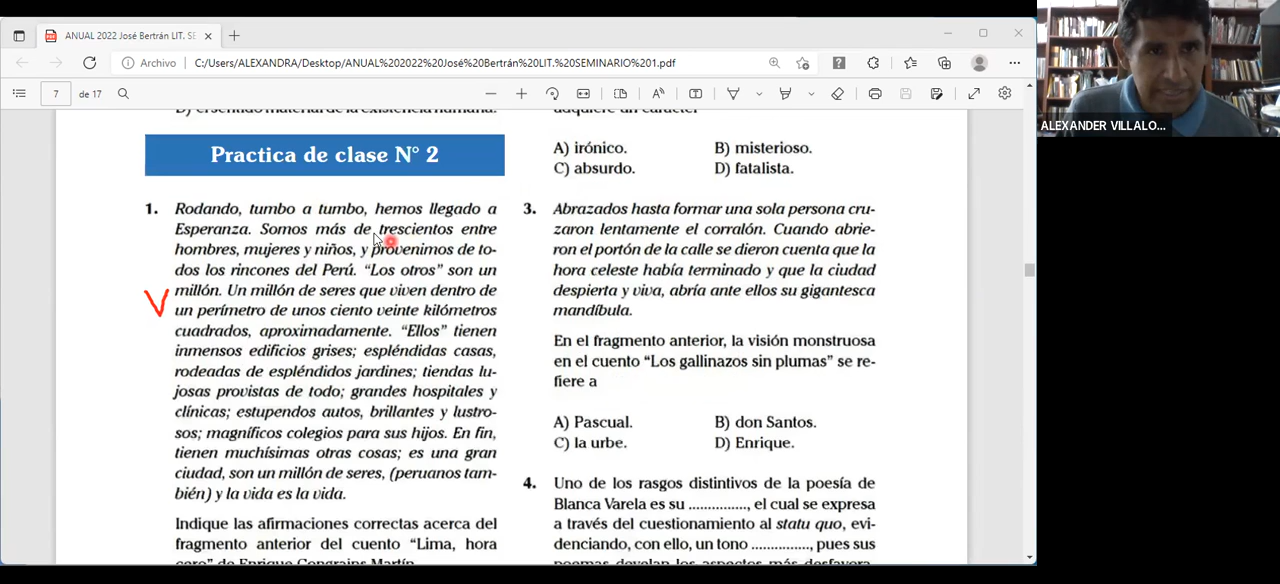 ANUAL 2022 José Bertrán LIT. SE
Archivo
C:/Users/ALEXANDRA/Desktop/ANUAL%202022%20José%20Bertrán%20LIT.%20SEMINARIO%201.pdf
7 de 17
ALEXANDER VILLALO...
Practica de clase N° 2
1. Rodando, tumbo a tumbo, hemos llegado a
Esperanza. Somos más de trescientos entre
hombres, mujeres y niños, y provenimos de to-
dos los rincones del Perú. “Los otros” son un
millón. Un millón de seres que viven dentro de
un perímetro de unos ciento veinte kilómetros
cuadrados, aproximadamente. “Ellos” tienen
inmensos edificios grises; espléndidas casas,
rodeadas de espléndidos jardines; tiendas lu-
josas provistas de todo; grandes hospitales y
clínicas; estupendos autos, brillantes y lustro-
sos; magníficos colegios para sus hijos. En fin,
tienen muchísimas otras cosas; es una gran
ciudad, son un millón de seres, (peruanos tam-
bién) y la vida es la vida.
Indique las afirmaciones correctas acerca del
fragmento anterior del cuento “Lima, hora
cero” de Enrique Congrains Martín.
A) irónico. B) misterioso.
C) absurdo. D) fatalista.
3. Abrazados hasta formar una sola persona cru-
zaron lentamente el corralón. Cuando abrie-
ron el portón de la calle se dieron cuenta que la
hora celeste había terminado y que la ciudad
despierta y viva, abría ante ellos su gigantesca
mandíbula.
En el fragmento anterior, la visión monstruosa
en el cuento “Los gallinazos sin plumas” se re-
fiere a
A) Pascual. B) don Santos.
C) la urbe. D) Enrique.
4. Uno de los rasgos distintivos de la poesía de
Blanca Varela es su ..............., el cual se expresa
a través del cuestionamiento al statu quo, evi-
denciando, con ello, un tono ..............., pues sus
poemas develan los aspectos más desfavora-